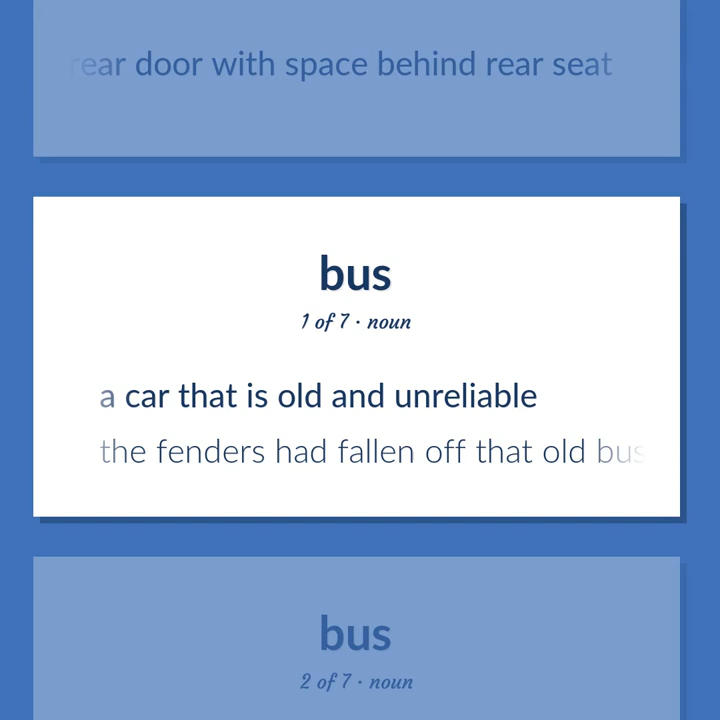 rear door with space behind rear seat
bus
1 of 7 · noun
a car that is old and unreliable
the fenders had fallen off that old bus
bus
2 of 7 · noun